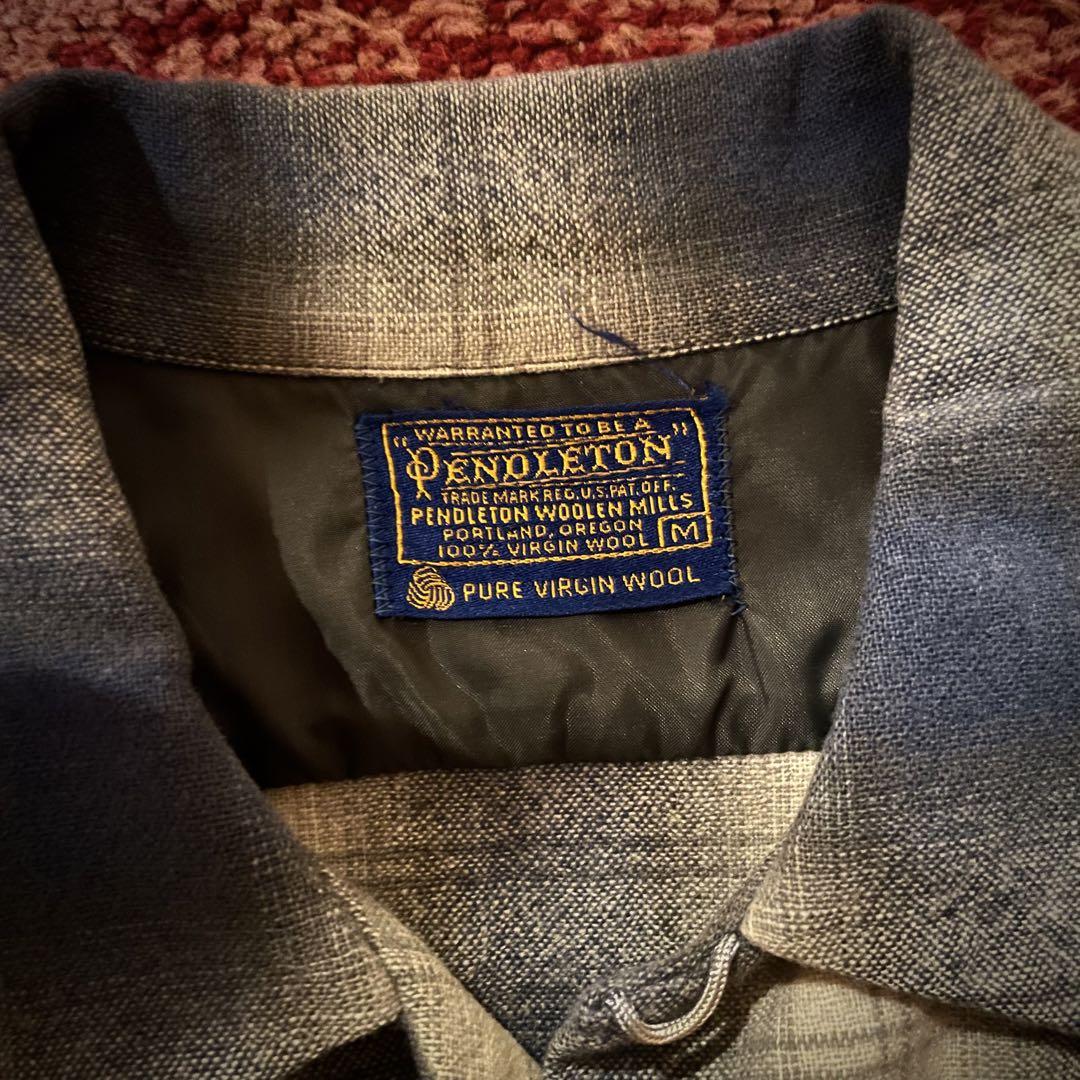 WARRANTED TO BE A
"PENDLETON"
TRADE MARK REG. U.S. PAT. OFF.
PENDLETON WOOLEN MILLS
PORTLAND, OREGON
100% VIRGIN WOOL M
PURE VIRGIN WOOL